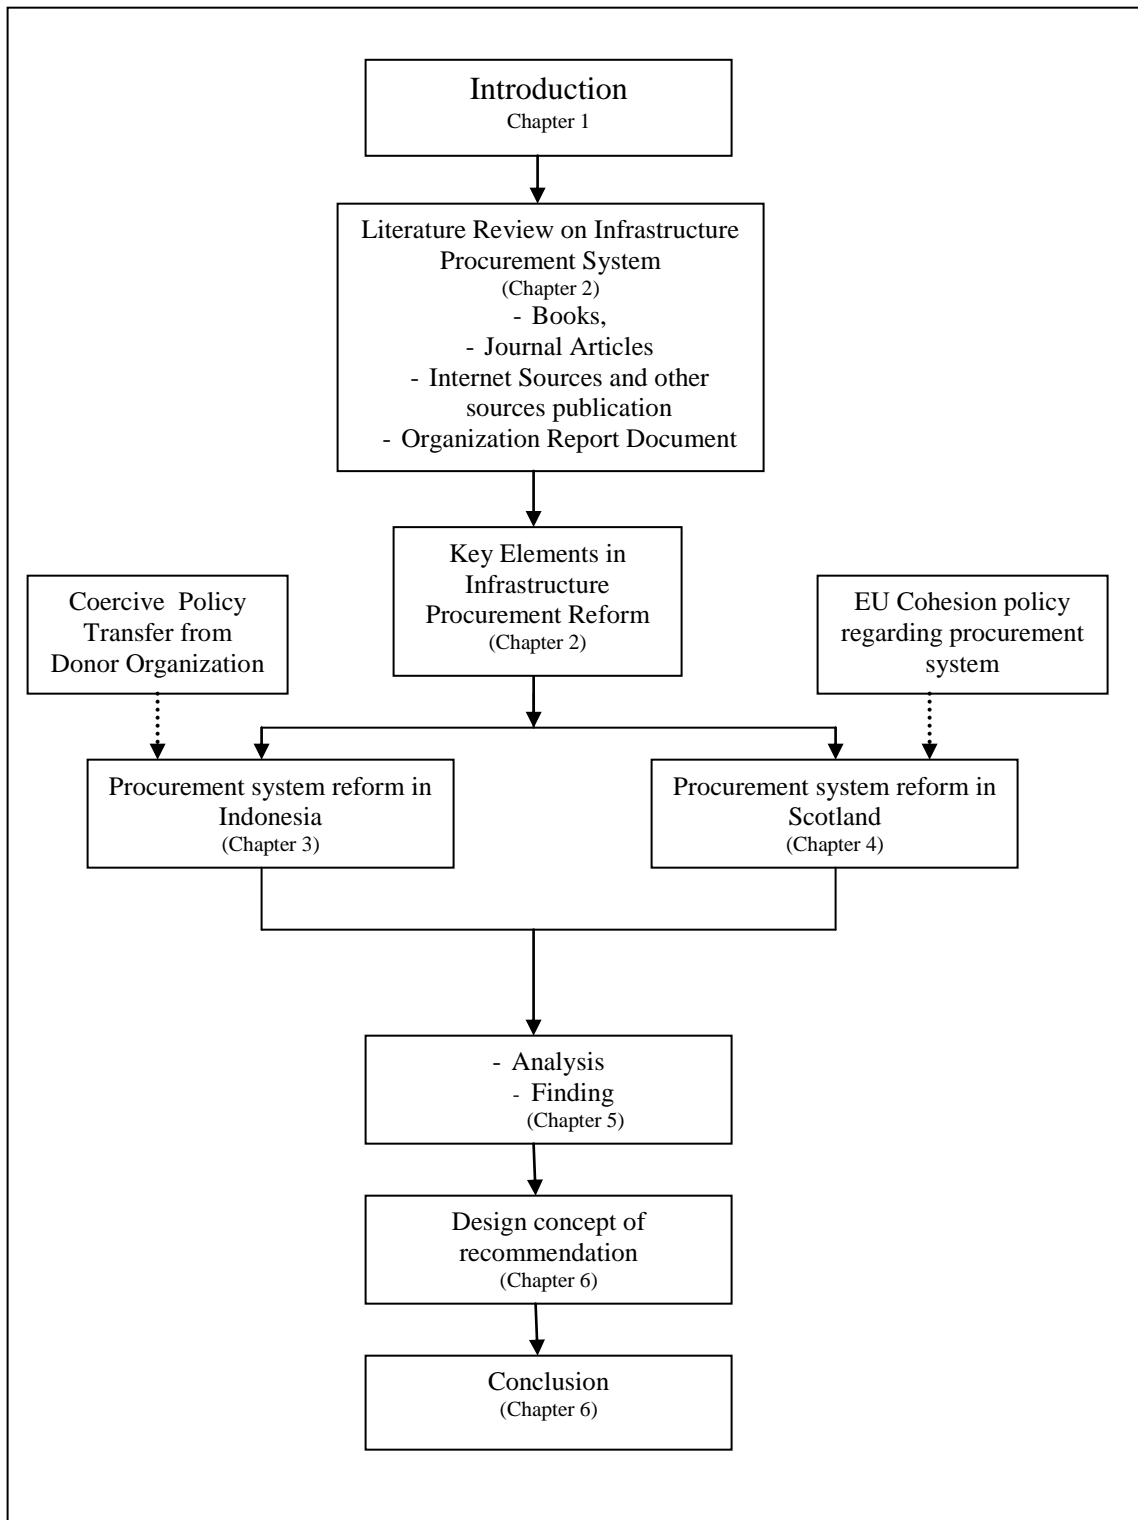 Introduction
Chapter 1
Literature Review on Infrastructure
Procurement System
(Chapter 2)
- Books,
- Journal Articles
- Internet Sources and other
sources publication
- Organization Report Document
Key Elements in
Infrastructure
Procurement Reform
(Chapter 2)
Coercive Policy
Transfer from
Donor Organization
EU Cohesion policy
regarding procurement
system
Procurement system reform in
Indonesia
(Chapter 3)
Procurement system reform in
Scotland
(Chapter 4)
- Analysis
- Finding
(Chapter 5)
Design concept of
recommendation
(Chapter 6)
Conclusion
(Chapter 6)